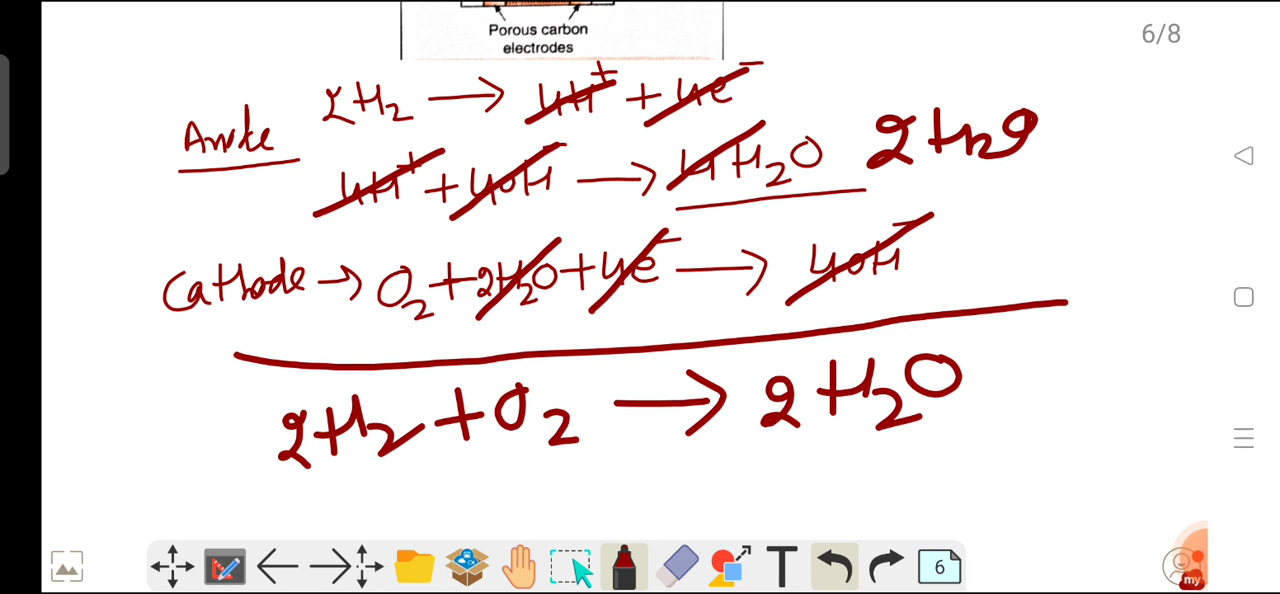 6/8
Porous carbon
electrodes
2H₂ → 4H⁺ + 4e⁻
Anode
4H⁺ + 4OH⁻ → 4H₂O 2H₂O
Cathode → O₂ + 2H₂O + 4e⁻ → 4OH⁻
2H₂ + O₂ → 2H₂O
T
6
my